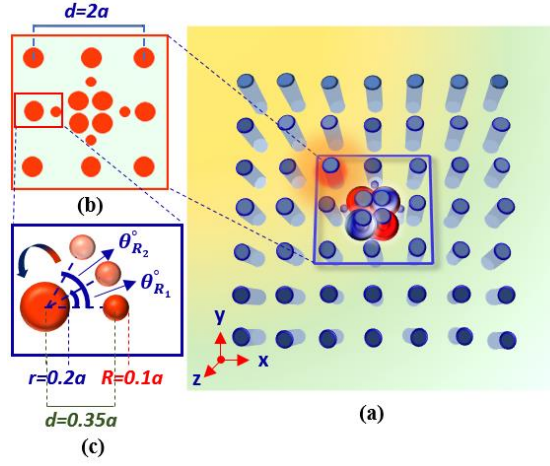 d=2a
(b)
θ°R2
θ°R1
r=0.2a
R=0.1a
d=0.35a
(c)
y
x
z
(a)